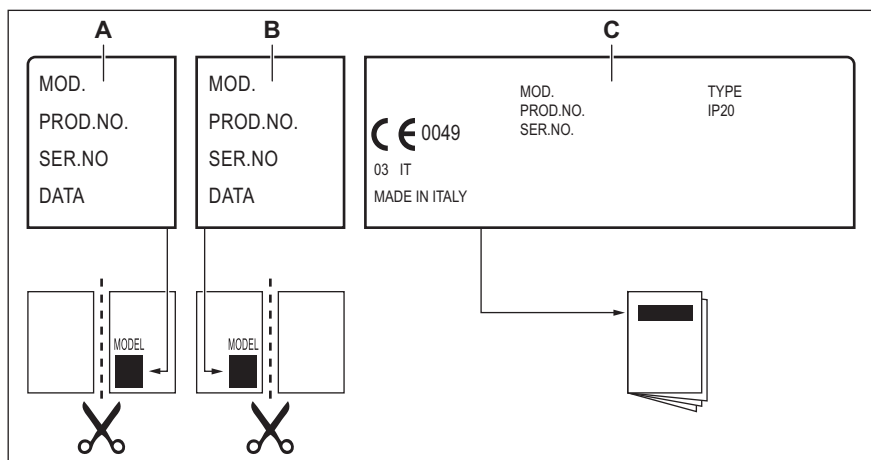 A
B
C
MOD.
PROD.NO.
SER.NO
DATA
MOD.
PROD.NO.
SER.NO
DATA
MOD.
PROD.NO.
SER.NO.
TYPE
IP20
CE 0049
03 IT
MADE IN ITALY
MODEL
MODEL